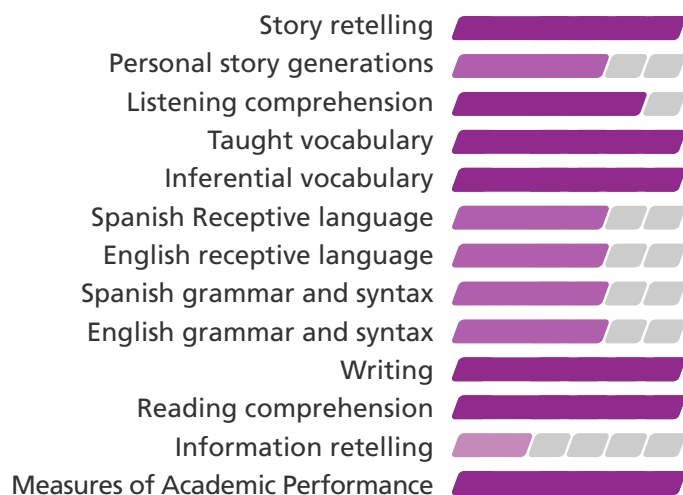 Story retelling
Personal story generations
Listening comprehension
Taught vocabulary
Inferential vocabulary
Spanish Receptive language
English receptive language
Spanish grammar and syntax
English grammar and syntax
Writing
Reading comprehension
Information retelling
Measures of Academic Performance